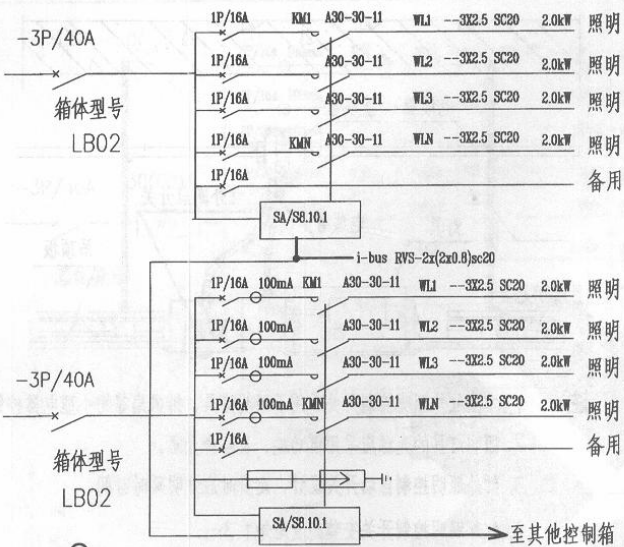 1P/16A KM1 A30-30-11 WL1 ---3X2.5 SC20 2.0kW 照明
-3P/40A
1P/16A A30-30-11 WL2 ---3X2.5 SC20 2.0kW 照明
箱体型号
1P/16A A30-30-11 WL3 ---3X2.5 SC20 2.0kW 照明
LB02
1P/16A KMN A30-30-11 WLN ---3X2.5 SC20 2.0kW 照明
1P/16A 备用
SA/S8.10.1
i-bus RVS-2x(2x0.8)sc20
1P/16A 100mA KM1 A30-30-11 WL1 ---3X2.5 SC20 2.0kW 照明
1P/16A 100mA A30-30-11 WL2 ---3X2.5 SC20 2.0kW 照明
1P/16A 100mA A30-30-11 WL3 ---3X2.5 SC20 2.0kW 照明
-3P/40A
1P/16A 100mA KMN A30-30-11 WLN ---3X2.5 SC20 2.0kW 照明
1P/16A 备用
箱体型号
LB02
SA/S8.10.1
至其他控制箱